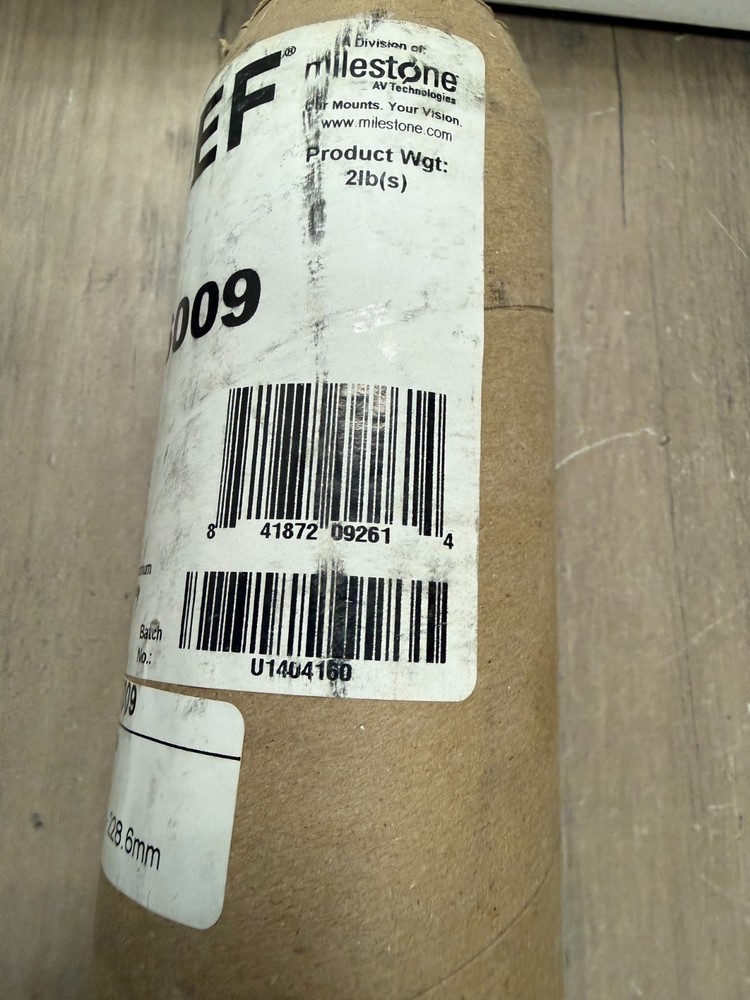 EF®
A Division of:
milestone
AV Technologies
Our Mounts. Your Vision.
www.milestone.com
Product Wgt:
2lb(s)
009
8 41872 09261 4
Batch
No.:
U1404160
09
228.6mm